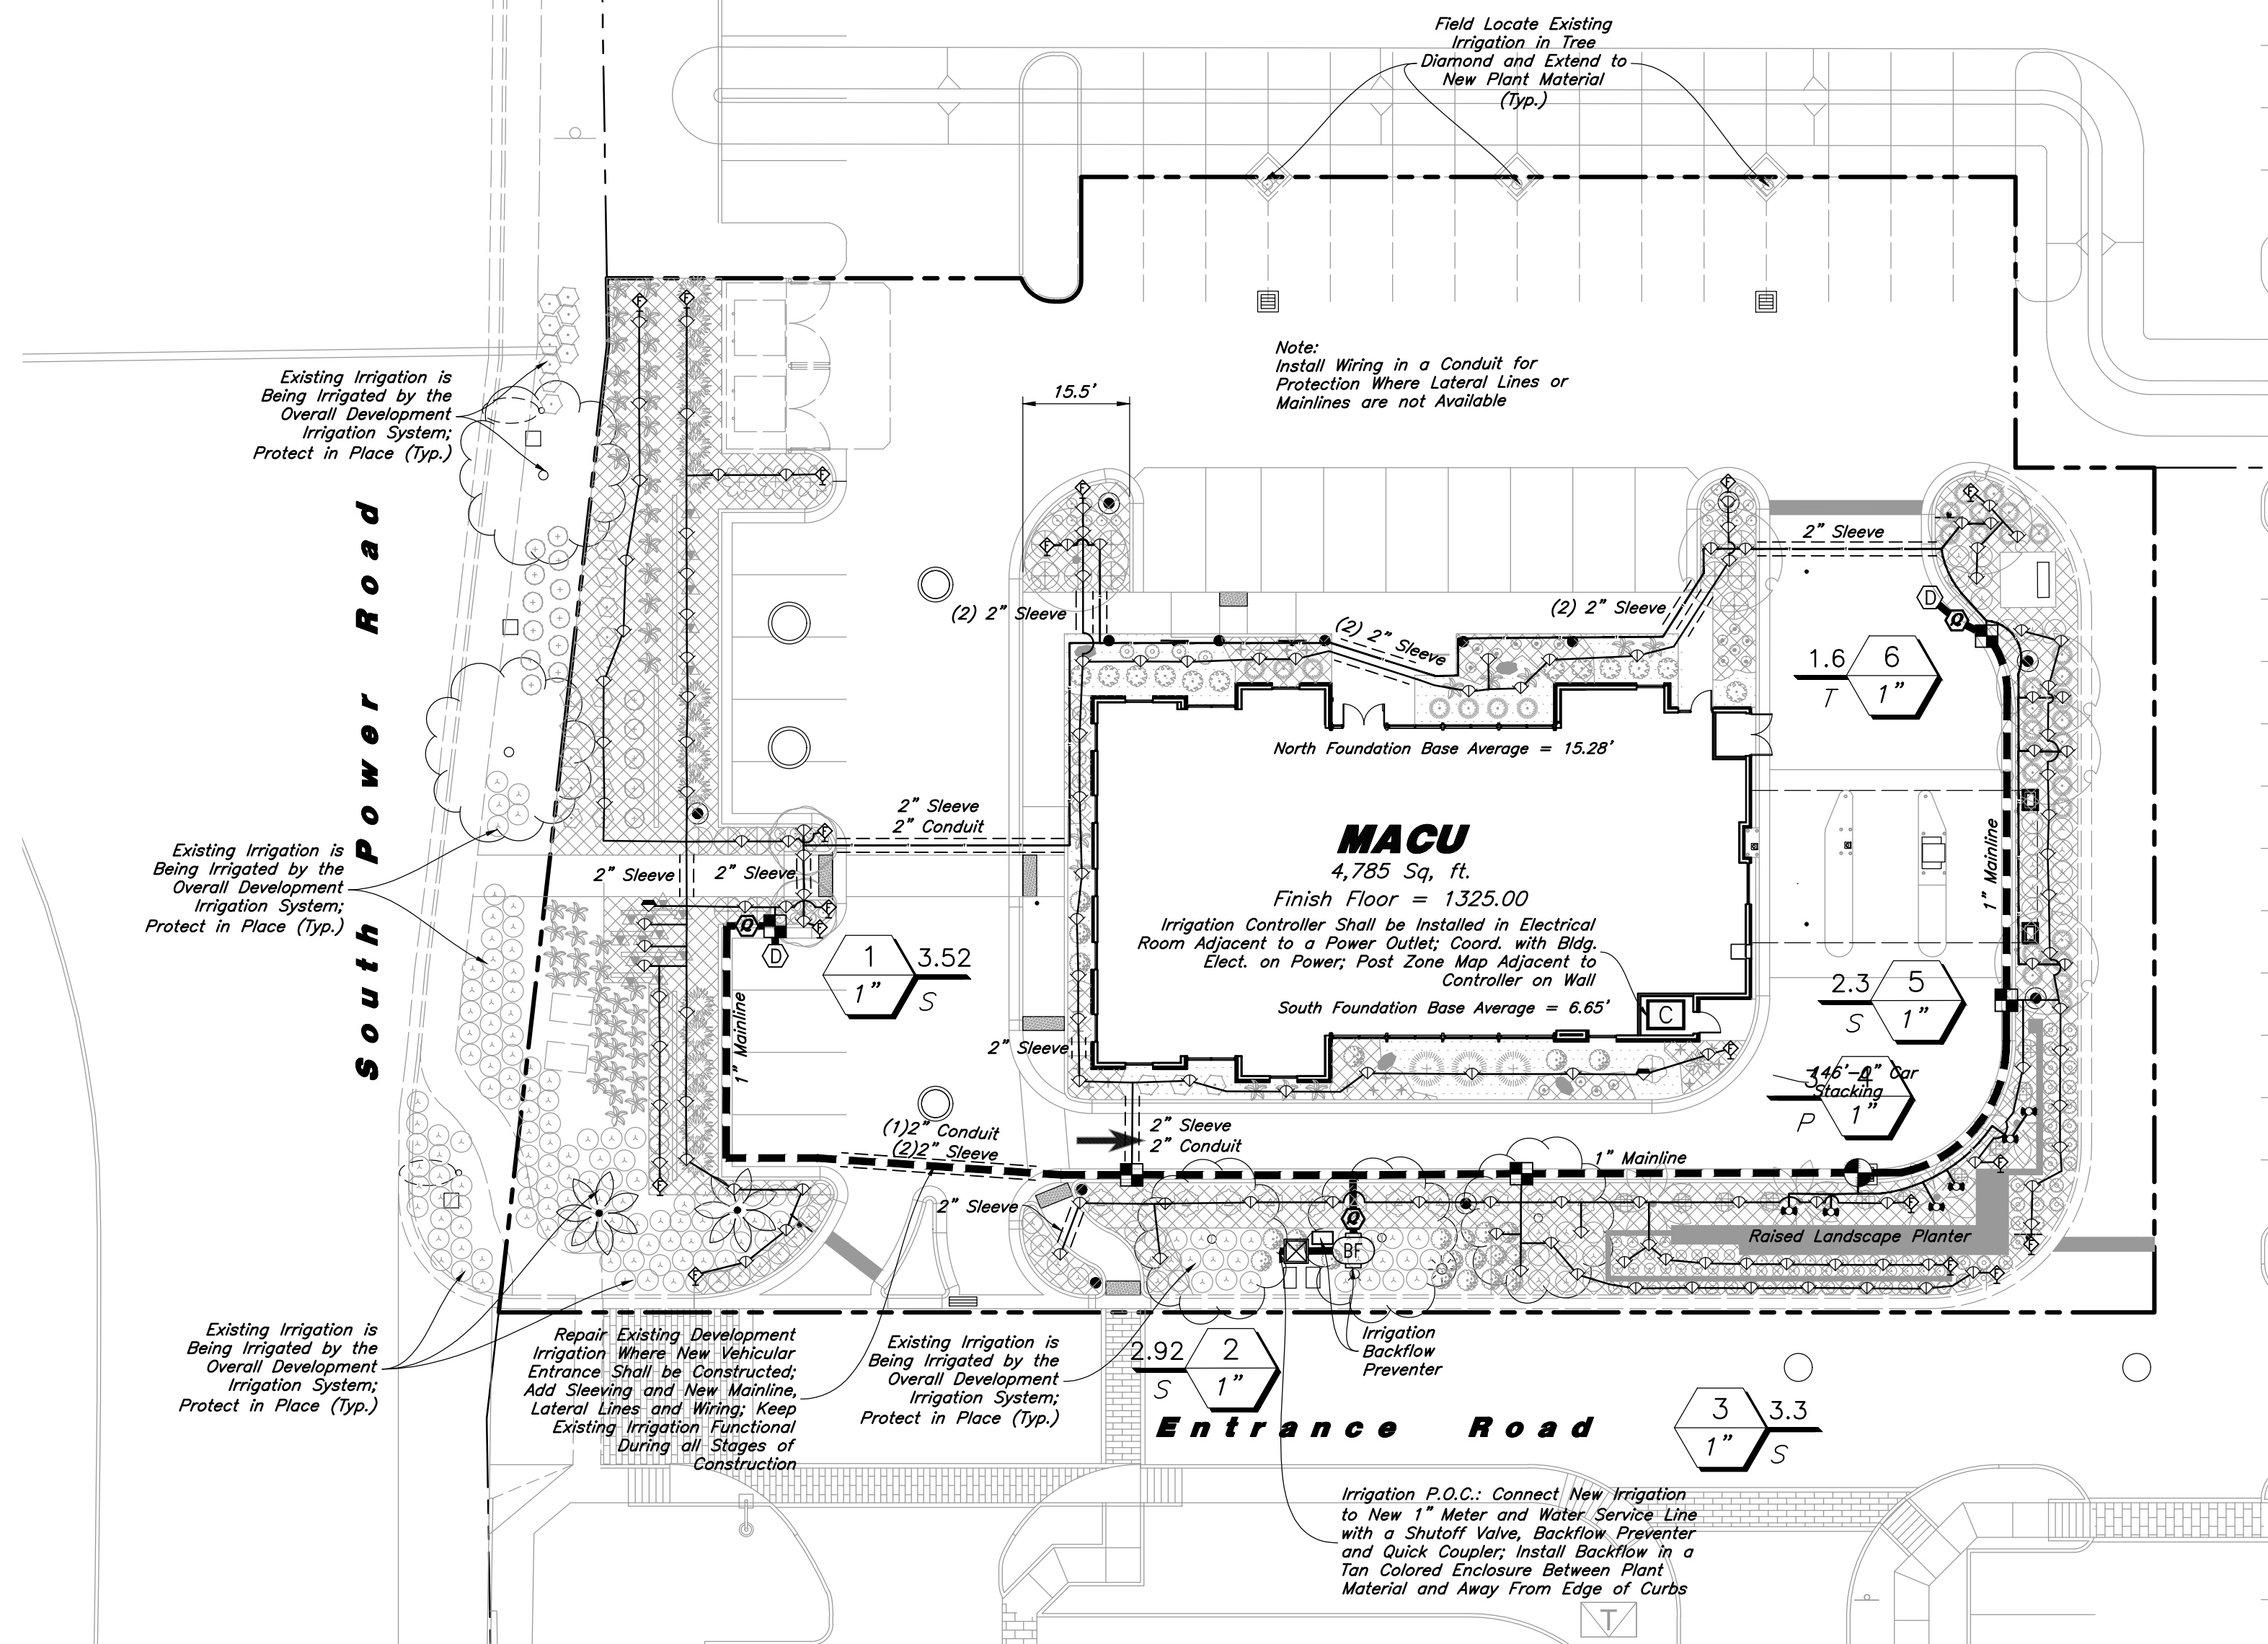 Field Locate Existing
Irrigation in Tree
Diamond and Extend to
New Plant Material
(Typ.)
Note:
Install Wiring in a Conduit for
Protection Where Lateral Lines or
Mainlines are not Available
Existing Irrigation is
Being Irrigated by the
Overall Development
Irrigation System;
Protect in Place (Typ.)
15.5'
South Power Road
2" Sleeve
(2) 2" Sleeve
(2) 2" Sleeve
(2) 2" Sleeve
D
Q
1.6
T
6
1"
North Foundation Base Average = 15.28'
2" Sleeve
2" Conduit
MACU
4,785 Sq, ft.
Finish Floor = 1325.00
Irrigation Controller Shall be Installed in Electrical
Room Adjacent to a Power Outlet; Coord. with Bldg.
Elect. on Power; Post Zone Map Adjacent to
Controller on Wall
South Foundation Base Average = 6.65'
C
1" Mainline
Existing Irrigation is
Being Irrigated by the
Overall Development
Irrigation System;
Protect in Place (Typ.)
2" Sleeve
2" Sleeve
Q
D
1
1"
3.52
S
1" Mainline
2" Sleeve
2.3
S
5
1"
146'-0" Car
Stacking
3
P
4
1"
(1)2" Conduit
(2)2" Sleeve
2" Sleeve
2" Conduit
1" Mainline
2" Sleeve
Q
BF
Raised Landscape Planter
Existing Irrigation is
Being Irrigated by the
Overall Development
Irrigation System;
Protect in Place (Typ.)
Repair Existing Development
Irrigation Where New Vehicular
Entrance Shall be Constructed;
Add Sleeving and New Mainline,
Lateral Lines and Wiring; Keep
Existing Irrigation Functional
During all Stages of
Construction
Existing Irrigation is
Being Irrigated by the
Overall Development
Irrigation System;
Protect in Place (Typ.)
2.92
S
2
1"
Irrigation
Backflow
Preventer
Entrance Road
3
1"
3.3
S
Irrigation P.O.C.: Connect New Irrigation
to New 1" Meter and Water Service Line
with a Shutoff Valve, Backflow Preventer
and Quick Coupler; Install Backflow in a
Tan Colored Enclosure Between Plant
Material and Away From Edge of Curbs
T